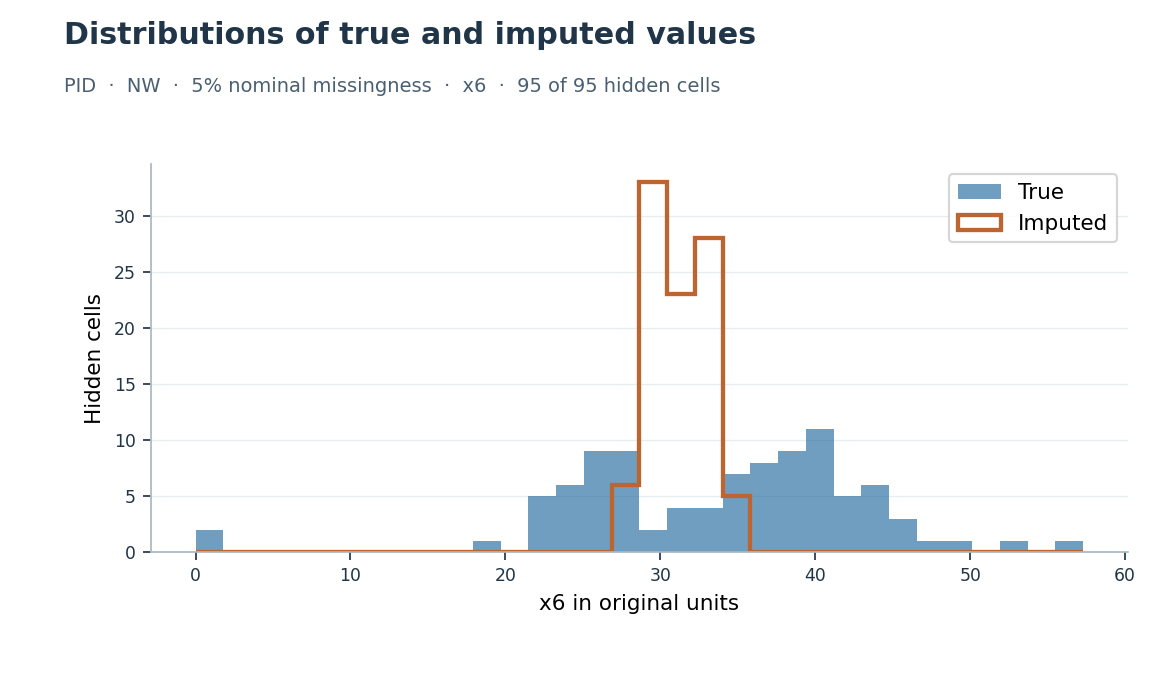 Distributions of true and imputed values
PID · NW · 5% nominal missingness · x6 · 95 of 95 hidden cells
True
Imputed
Hidden cells
30
25
20
15
10
5
0
0 10 20 30 40 50 60
x6 in original units